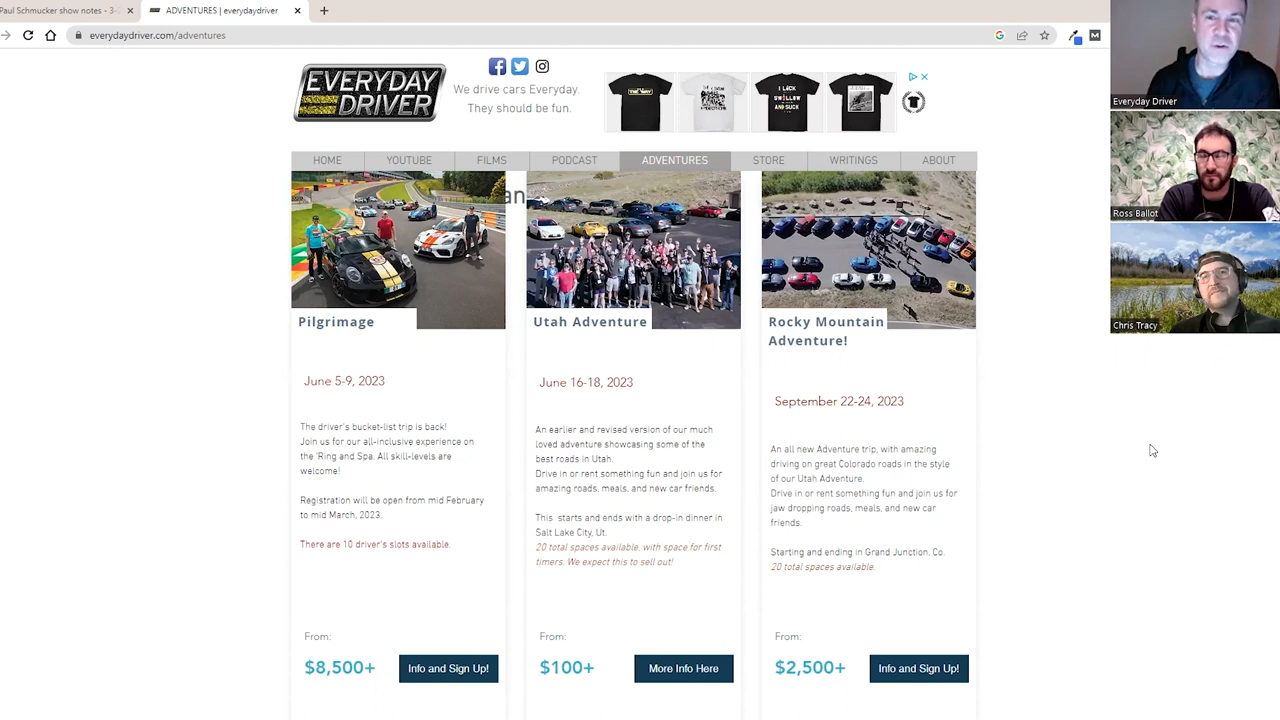 Paul Schmucker show notes - 3-2
ADVENTURES | everydaydriver
everydaydriver.com/adventures
EVERYDAY
DRIVER
We drive cars Everyday.
They should be fun.
I LACK
AND SUCK
HOME
YOUTUBE
FILMS
PODCAST
ADVENTURES
STORE
WRITINGS
ABOUT
an
Pilgrimage
June 5-9, 2023
The driver's bucket-list trip is back!
Join us for our all-inclusive experience on
the 'Ring and Spa. All skill-levels are
welcome!
Registration will be open from mid February
to mid March, 2023.
There are 10 driver's slots available.
From:
$8,500+
Info and Sign Up!
Utah Adventure
June 16-18, 2023
An earlier and revised version of our much
loved adventure showcasing some of the
best roads in Utah.
Drive in or rent something fun and join us for
amazing roads, meals, and new car friends.
This starts and ends with a drop-in dinner in
Salt Lake City, Ut.
20 total spaces available, with space for first
timers. We expect this to sell out!
From:
$100+
More Info Here
Rocky Mountain
Adventure!
September 22-24, 2023
An all new Adventure trip, with amazing
driving on great Colorado roads in the style
of our Utah Adventure.
Drive in or rent something fun and join us for
jaw dropping roads, meals, and new car
friends.
Starting and ending in Grand Junction, Co.
20 total spaces available.
From:
$2,500+
Info and Sign Up!
Everyday Driver
Ross Ballot
Chris Tracy